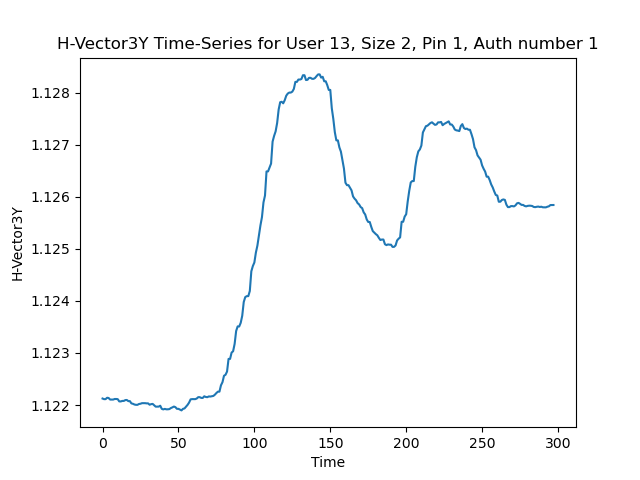 H-Vector3Y Time-Series for User 13, Size 2, Pin 1, Auth number 1
1.128
1.127
1.126
1.125
1.124
1.123
1.122
H-Vector3Y
0 50 100 150 200 250 300
Time